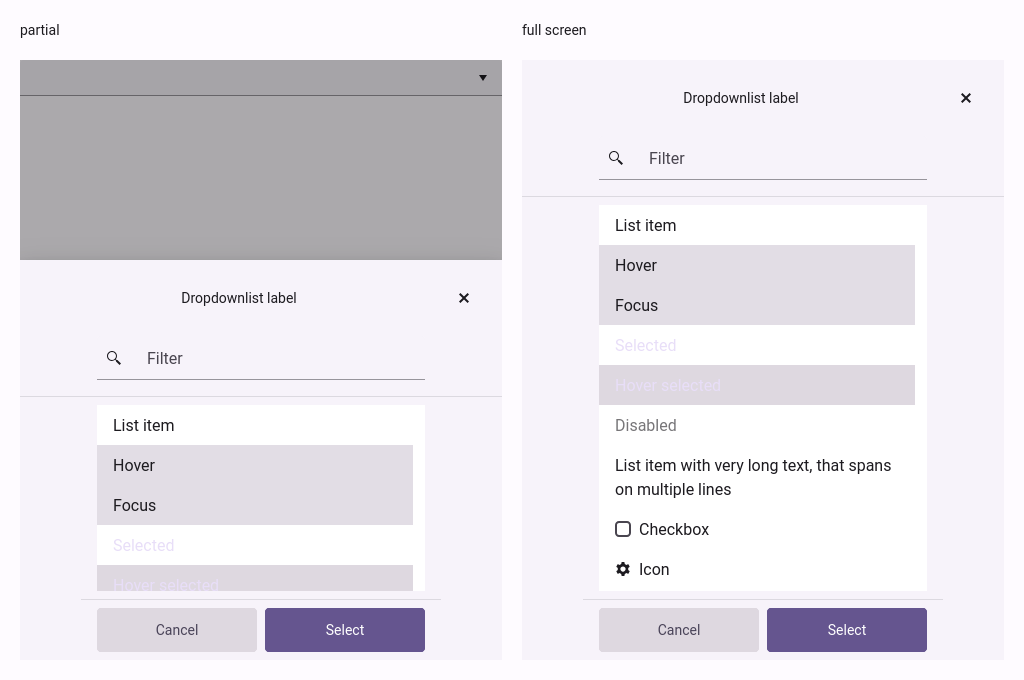 partial
Dropdownlist label
Filter
List item
Hover
Focus
Selected
Hover selected
Cancel
Select
full screen
Dropdownlist label
Filter
List item
Hover
Focus
Selected
Hover selected
Disabled
List item with very long text, that spans
on multiple lines
Checkbox
Icon
Cancel
Select